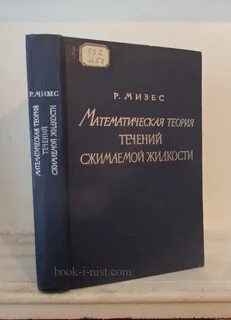 Р. МИЗЕС
МАТЕМАТИЧЕСКАЯ ТЕОРИЯ
ТЕЧЕНИЙ
СЖИМАЕМОЙ ЖИДКОСТИ
Р. МИЗЕС
МАТЕМАТИЧЕСКАЯ ТЕОРИЯ
ТЕЧЕНИЙ
СЖИМАЕМОЙ ЖИДКОСТИ
book-i-nist.com